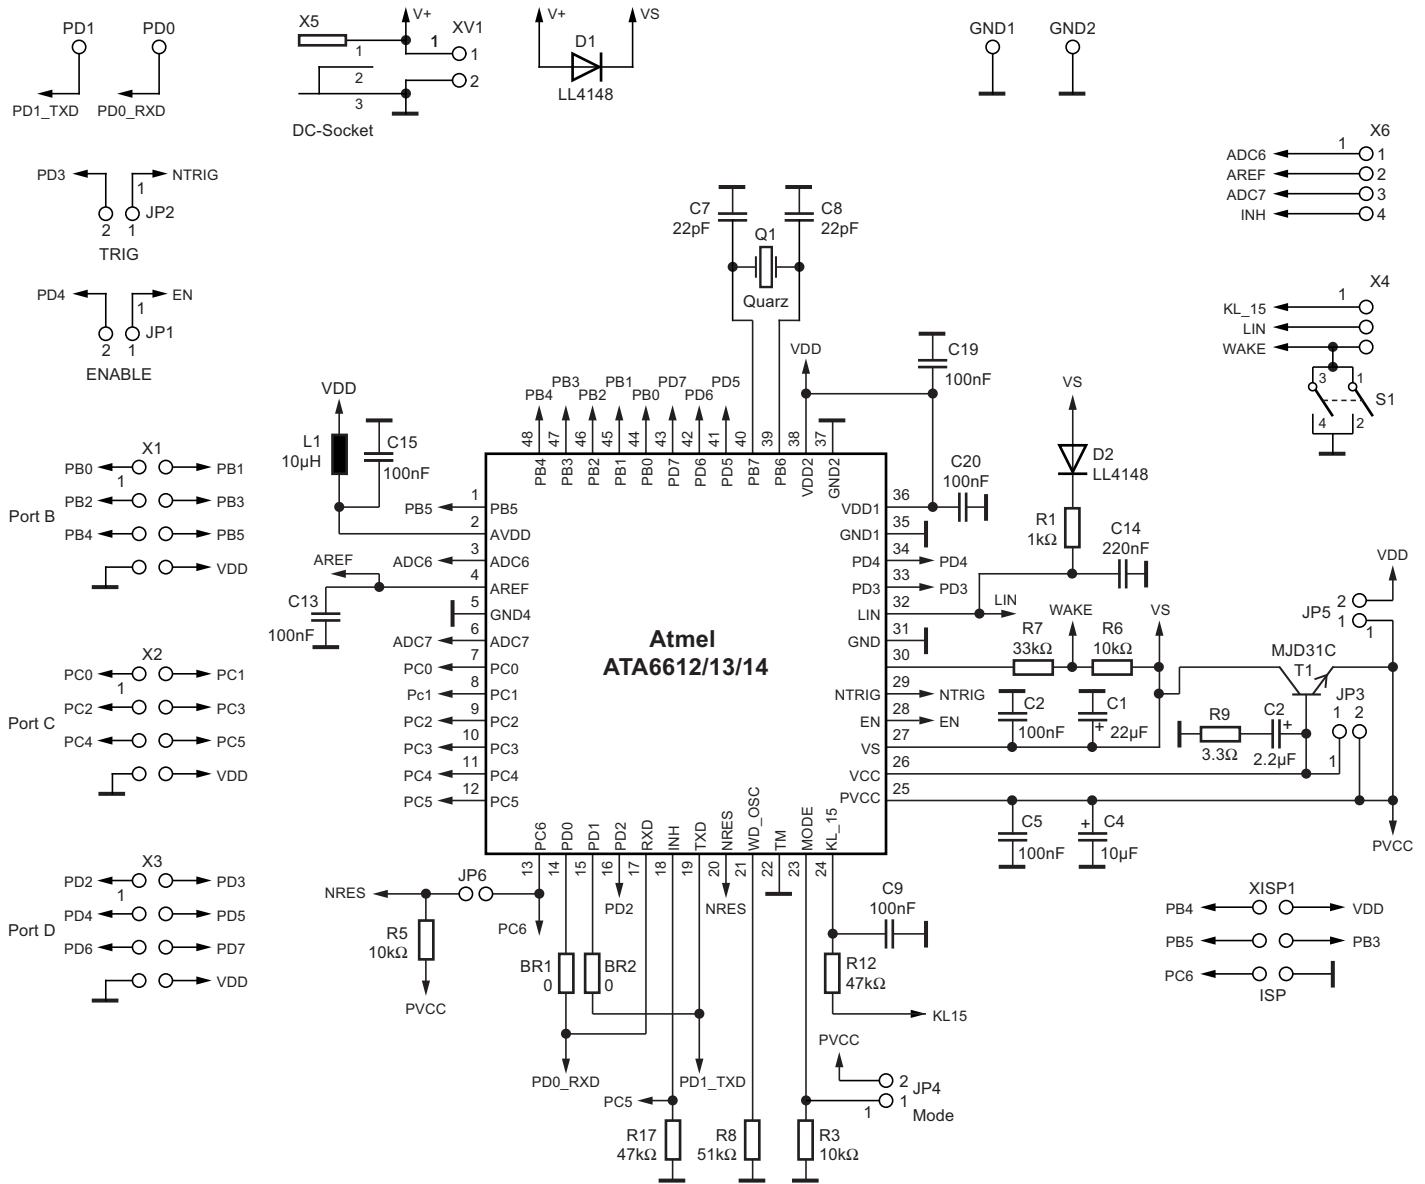 PD1 PD0
PD1_TXD PD0_RXD
X5 V+ XV1
1 1 1
2 2
3
DC-Socket
V+ VS
D1
LL4148
GND1 GND2
PD3 NTRIG
1
JP2
2 1
TRIG
PD4 EN
1
JP1
2 1
ENABLE
X6
1
ADC6 1
AREF 2
ADC7 3
INH 4
X4
1
KL_15
LIN
WAKE
3 1
S1
4 2
C7 C8
22pF 22pF
Q1
Quarz
VDD
C19
100nF
C20
100nF
VDD
L1
10µH
C15
100nF
PB4 PB3 PB2 PB1 PB0 PD7 PD6 PD5
48 47 46 45 44 43 42 41 40 39 38 37
PB4 PB3 PB2 PB1 PB0 PD7 PD6 PD5 PB7 PB6 VDD2 GND2
VS
D2
LL4148
R1
1kΩ
C14
220nF
X1
Port B
PB0 PB1
1
PB2 PB3
PB4 PB5
VDD
X2
Port C
PC0 PC1
1
PC2 PC3
PC4 PC5
VDD
X3
Port D
PD2 PD3
1
PD4 PD5
PD6 PD7
VDD
PB5 1 PB5
2 AVDD
ADC6 3 ADC6
AREF 4 AREF
C13
100nF
5 GND4
ADC7 6 ADC7
PC0 7 PC0
Pc1 8 PC1
PC2 9 PC2
PC3 10 PC3
PC4 11 PC4
PC5 12 PC5
Atmel
ATA6612/13/14
VDD1 36
GND1 35
PD4 34 PD4
PD3 33 PD3
LIN 32 LIN
GND 31
30
NTRIG 29 NTRIG
EN 28 EN
VS 27
VCC 26
PVCC 25
WAKE VS
R7 R6
33kΩ 10kΩ
C2
100nF
C1
+ 22µF
VDD
2
JP5
1 1
MJD31C
T1
JP3
1 2
1
R9
3.3Ω
C2
+
2.2µF
C5
100nF
+ C4
10µF
PVCC
PC6 PD0 PD1 PD2 RXD INH TXD NRES WD_OSC TM MODE KL_15
13 14 15 16 17 18 19 20 21 22 23 24
NRES JP6
R5
10kΩ
PVCC
PC6
PD2
NRES
BR1
0
BR2
0
PD0_RXD PD1_TXD
C9
100nF
R12
47kΩ
KL15
PVCC
2
JP4
1 1
Mode
PC5
R17
47kΩ
R8
51kΩ
R3
10kΩ
XISP1
PB4 VDD
PB5 PB3
PC6
ISP